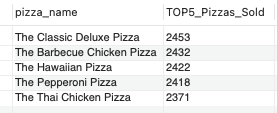 pizza_name TOP5_Pizzas_Sold
The Classic Deluxe Pizza 2453
The Barbecue Chicken Pizza 2432
The Hawaiian Pizza 2422
The Pepperoni Pizza 2418
The Thai Chicken Pizza 2371